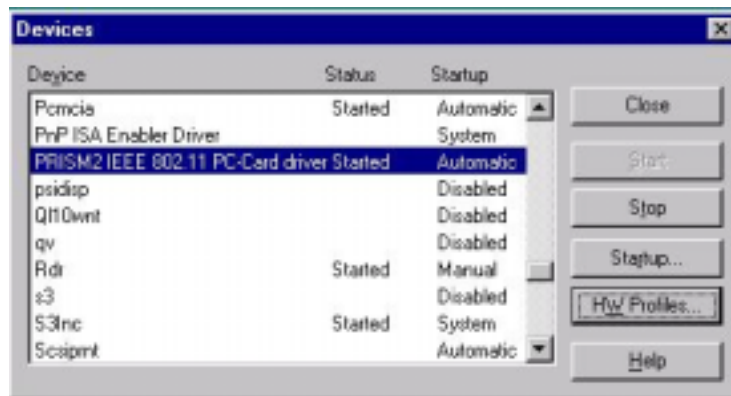 Devices
Device Status Startup
Pcmcia Started Automatic
PnP ISA Enabler Driver System
PRISM2 IEEE 802.11 PC-Card driver Started Automatic
psidisp Disabled
Ql10wnt Disabled
qv Disabled
Rdr Started Manual
s3 Disabled
S3Inc Started System
Scsiprnt Automatic
Close
Start
Stop
Startup...
HW Profiles...
Help